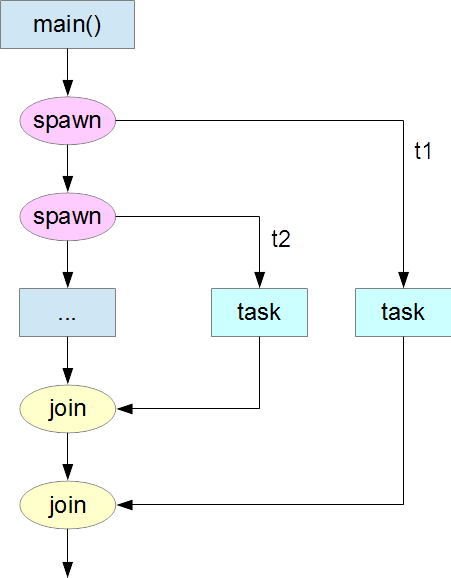 main()
spawn
t1
spawn
t2
...
task
task
join
join